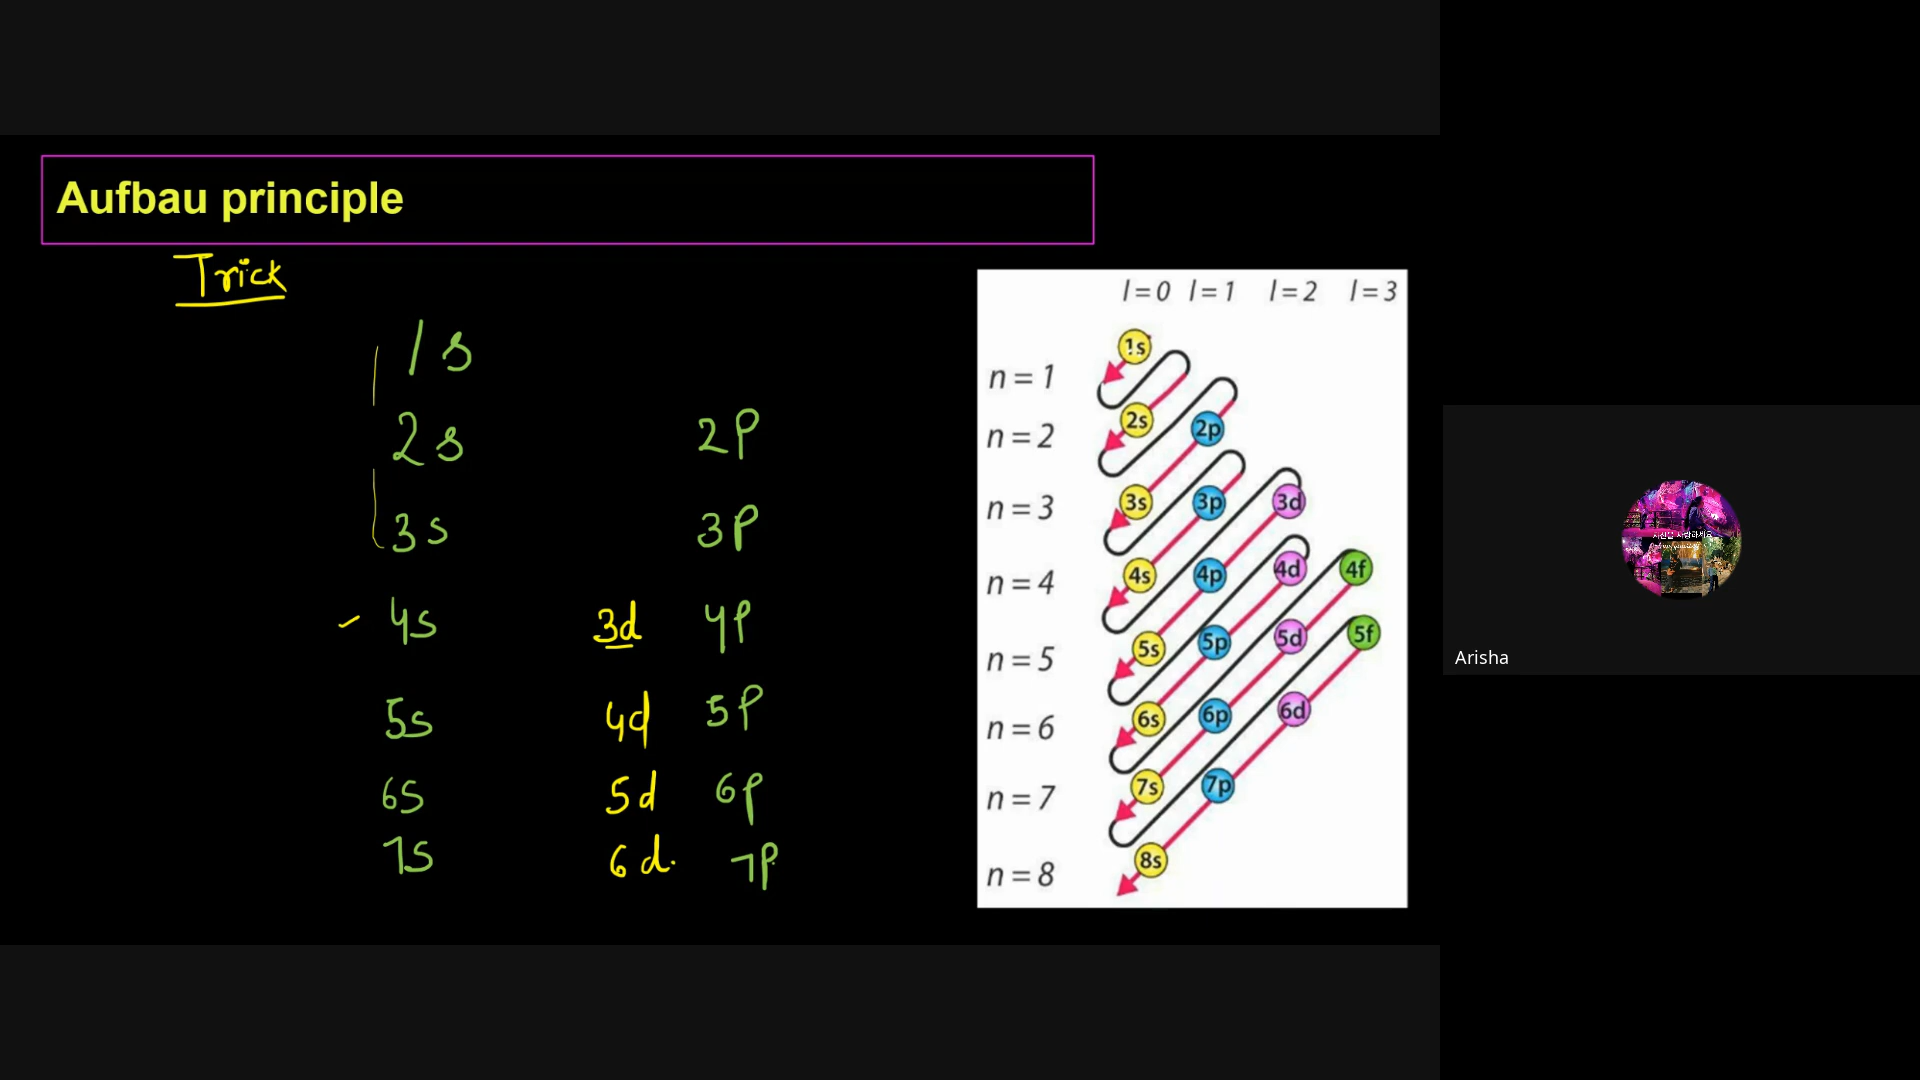 Aufbau principle
Trick
1s
2s 2p
3s 3p
4s 3d 4p
5s 4d 5p
6s 5d 6p
7s 6d. 7p
l = 0 l = 1 l = 2 l = 3
1s
n = 1
2s 2p
n = 2
3s 3p 3d
n = 3
4s 4p 4d 4f
n = 4
5s 5p 5d 5f
n = 5
6s 6p 6d
n = 6
7s 7p
n = 7
8s
n = 8
Arisha